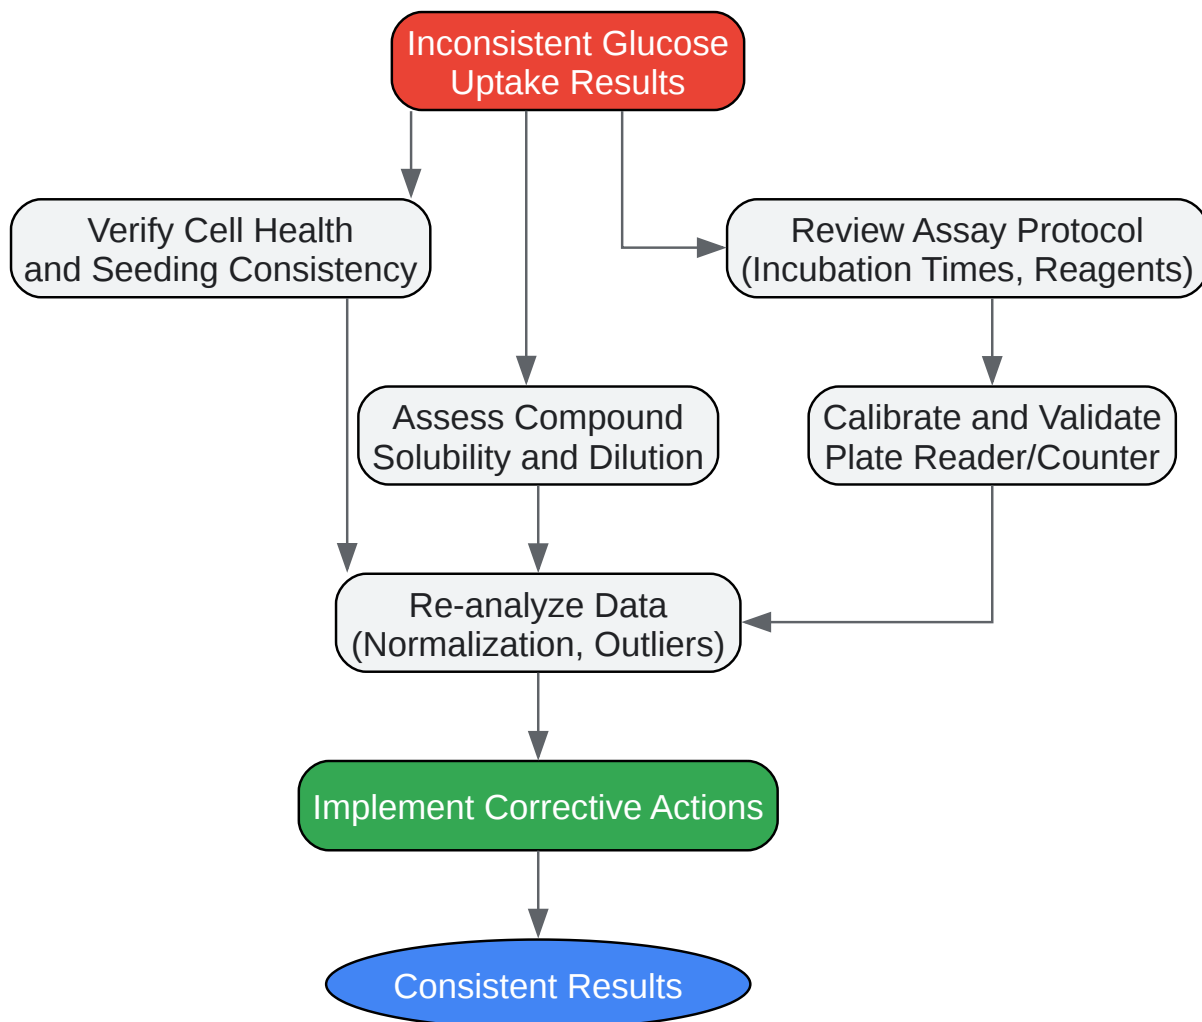 Inconsistent Glucose
Uptake Results
Verify Cell Health
and Seeding Consistency
Review Assay Protocol
(Incubation Times, Reagents)
Assess Compound
Solubility and Dilution
Calibrate and Validate
Plate Reader/Counter
Re-analyze Data
(Normalization, Outliers)
Implement Corrective Actions
Consistent Results